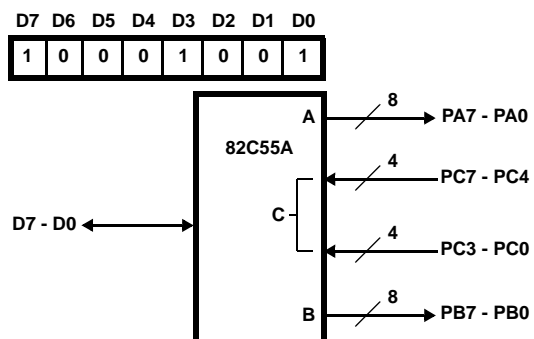 D7 D6 D5 D4 D3 D2 D1 D0
1 0 0 0 1 0 0 1
A 8 PA7 - PA0
82C55A
4 PC7 - PC4
C
D7 - D0
4 PC3 - PC0
B 8 PB7 - PB0